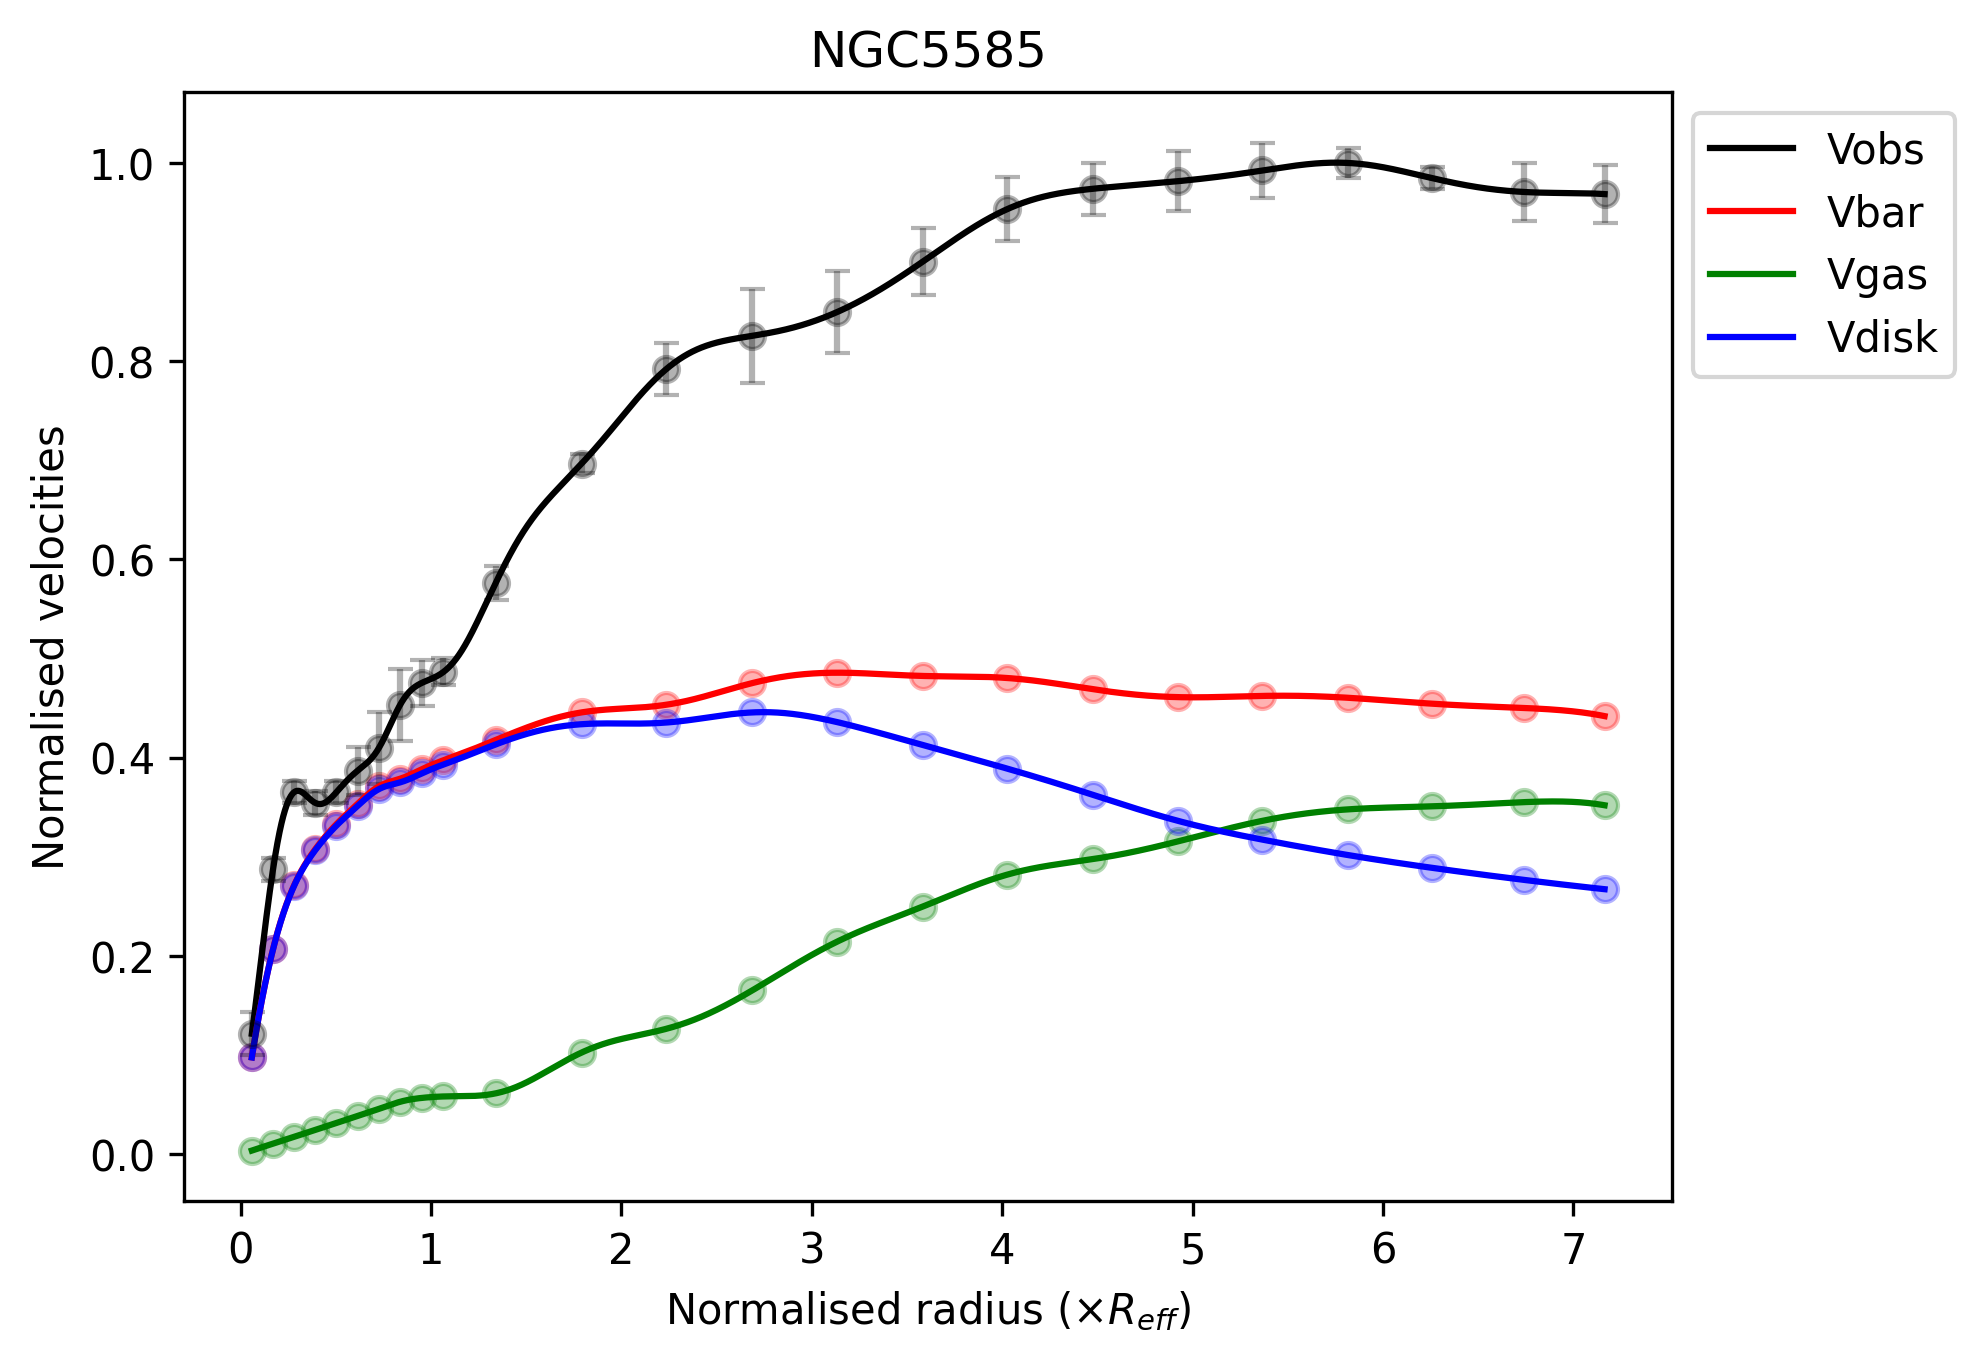 NGC5585
Vobs
Vbar
Vgas
Vdisk
Normalised velocities
1.0
0.8
0.6
0.4
0.2
0.0
0 1 2 3 4 5 6 7
Normalised radius (×R_eff)